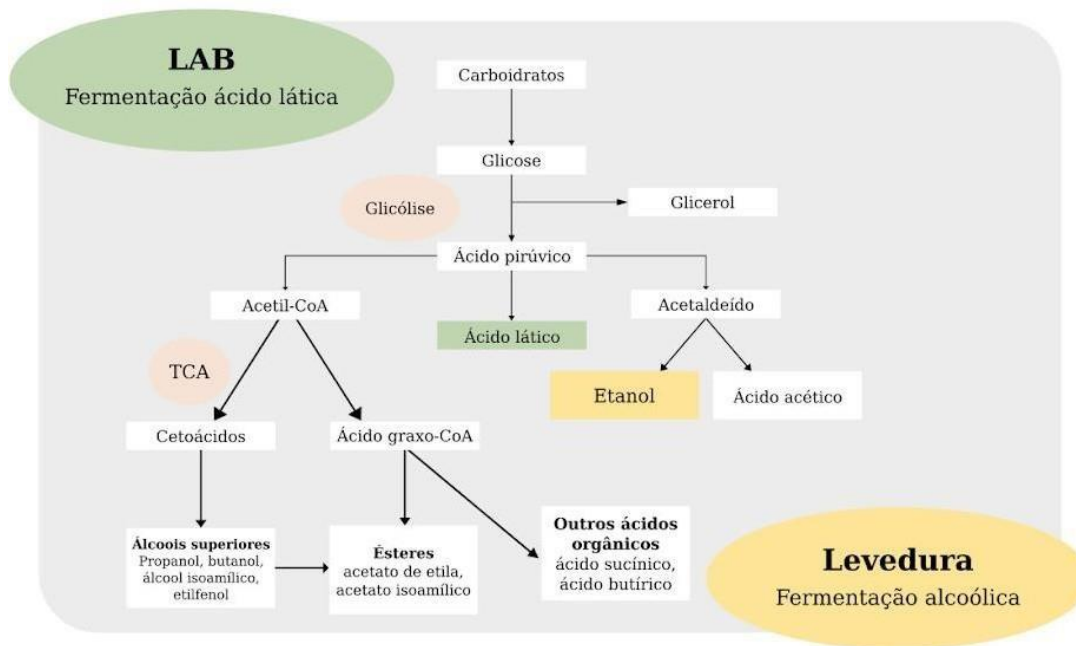 LAB
Fermentação ácido lática
Carboidratos
Glicose
Glicólise
Glicerol
Ácido pirúvico
Acetil-CoA
Acetaldeído
Ácido lático
TCA
Etanol
Ácido acético
Cetoácidos
Ácido graxo-CoA
Álcoois superiores
Propanol, butanol,
álcool isoamílico,
etilfenol
Ésteres
acetato de etila,
acetato isoamílico
Outros ácidos
orgânicos
ácido sucínico,
ácido butírico
Levedura
Fermentação alcoólica